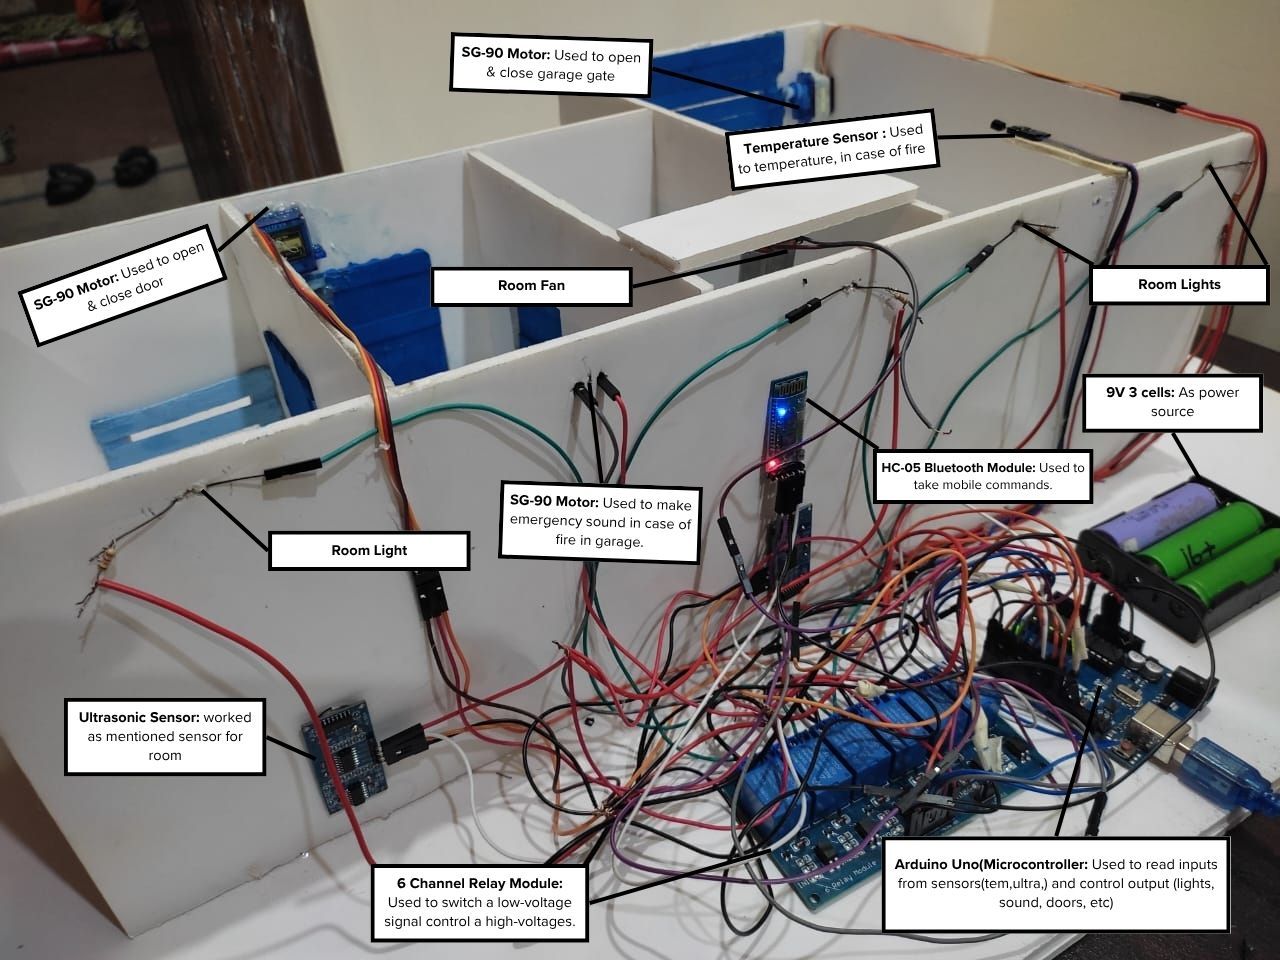 SG-90 Motor: Used to open
& close garage gate
Temperature Sensor : Used
to temperature, in case of fire
SG-90 Motor: Used to open
& close door
Room Fan
Room Lights
9V 3 cells: As power
source
HC-05 Bluetooth Module: Used to
take mobile commands.
SG-90 Motor: Used to make
emergency sound in case of
fire in garage.
Room Light
Ultrasonic Sensor: worked
as mentioned sensor for
room
6 Channel Relay Module:
Used to switch a low-voltage
signal control a high-voltages.
Arduino Uno(Microcontroller: Used to read inputs
from sensors(tem,ultra,) and control output (lights,
sound, doors, etc)
16+
Relay Module